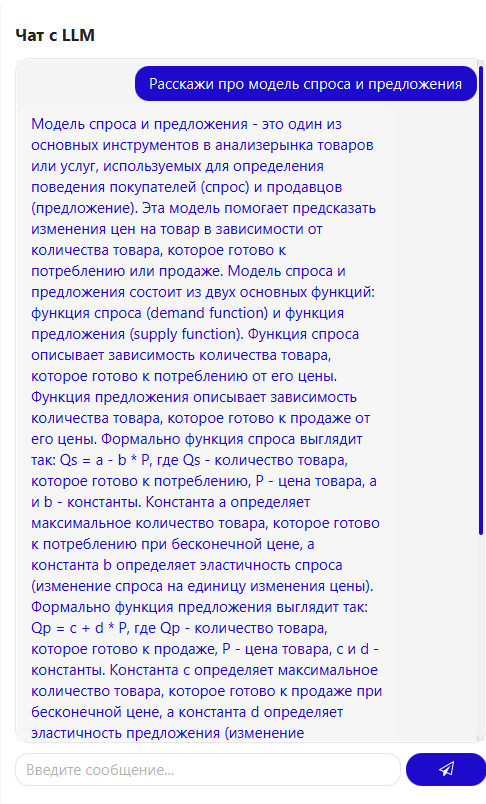 Чат с LLM
Расскажи про модель спроса и предложения
Модель спроса и предложения - это один из
основных инструментов в анализерынка товаров
или услуг, используемых для определения
поведения покупателей (спрос) и продавцов
(предложение). Эта модель помогает предсказать
изменения цен на товар в зависимости от
количества товара, которое готово к
потреблению или продаже. Модель спроса и
предложения состоит из двух основных функций:
функция спроса (demand function) и функция
предложения (supply function). Функция спроса
описывает зависимость количества товара,
которое готово к потреблению от его цены.
Функция предложения описывает зависимость
количества товара, которое готово к продаже от
его цены. Формально функция спроса выглядит
так: Qs = a - b * P, где Qs - количество товара,
которое готово к потреблению, P - цена товара, a
и b - константы. Константа a определяет
максимальное количество товара, которое готово
к потреблению при бесконечной цене, а
константа b определяет эластичность спроса
(изменение спроса на единицу изменения цены).
Формально функция предложения выглядит так:
Qp = c + d * P, где Qp - количество товара,
которое готово к продаже, P - цена товара, c и d -
константы. Константа c определяет максимальное
количество товара, которое готово к продаже при
бесконечной цене, а константа d определяет
эластичность предложения (изменение
Введите сообщение...